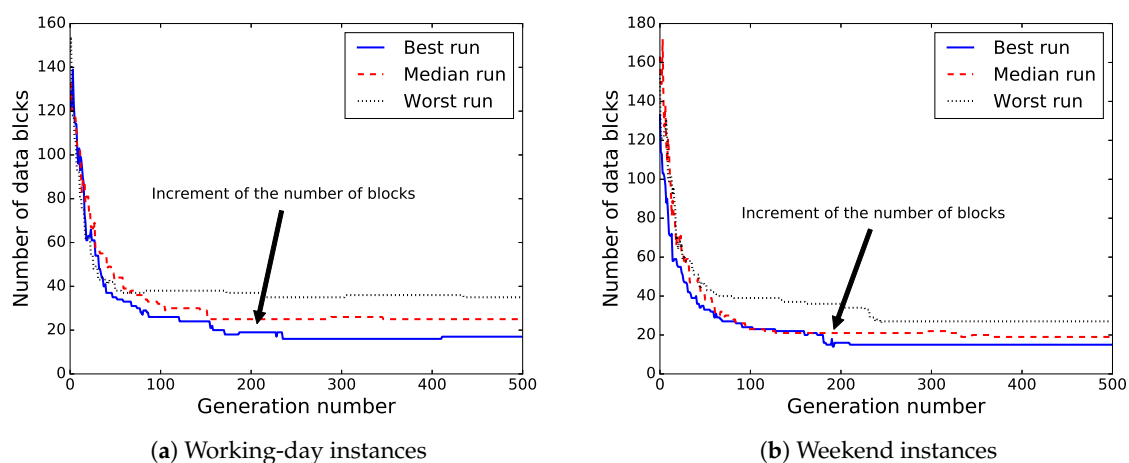 160
140
120
100
80
60
40
20
0
Number of data blcks
Best run
Median run
Worst run
Increment of the number of blocks
0 100 200 300 400 500
Generation number
(a) Working-day instances
180
160
140
120
100
80
60
40
20
0
Number of data blocks
Best run
Median run
Worst run
Increment of the number of blocks
0 100 200 300 400 500
Generation number
(b) Weekend instances